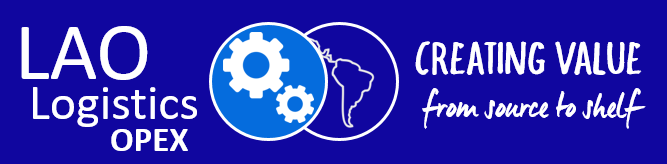 LAO
Logistics
OPEX
CREATING VALUE
from source to shelf